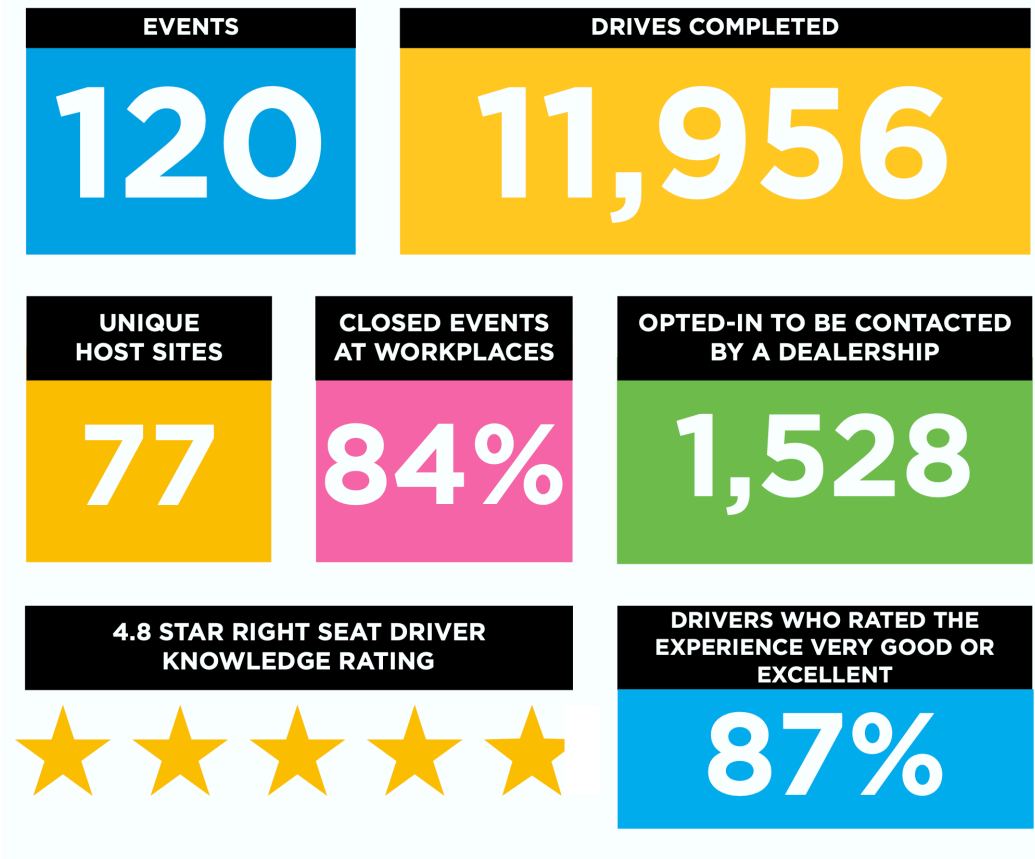 EVENTS
120
DRIVES COMPLETED
11,956
UNIQUE
HOST SITES
77
CLOSED EVENTS
AT WORKPLACES
84%
OPTED-IN TO BE CONTACTED
BY A DEALERSHIP
1,528
4.8 STAR RIGHT SEAT DRIVER
KNOWLEDGE RATING
DRIVERS WHO RATED THE
EXPERIENCE VERY GOOD OR
EXCELLENT
87%